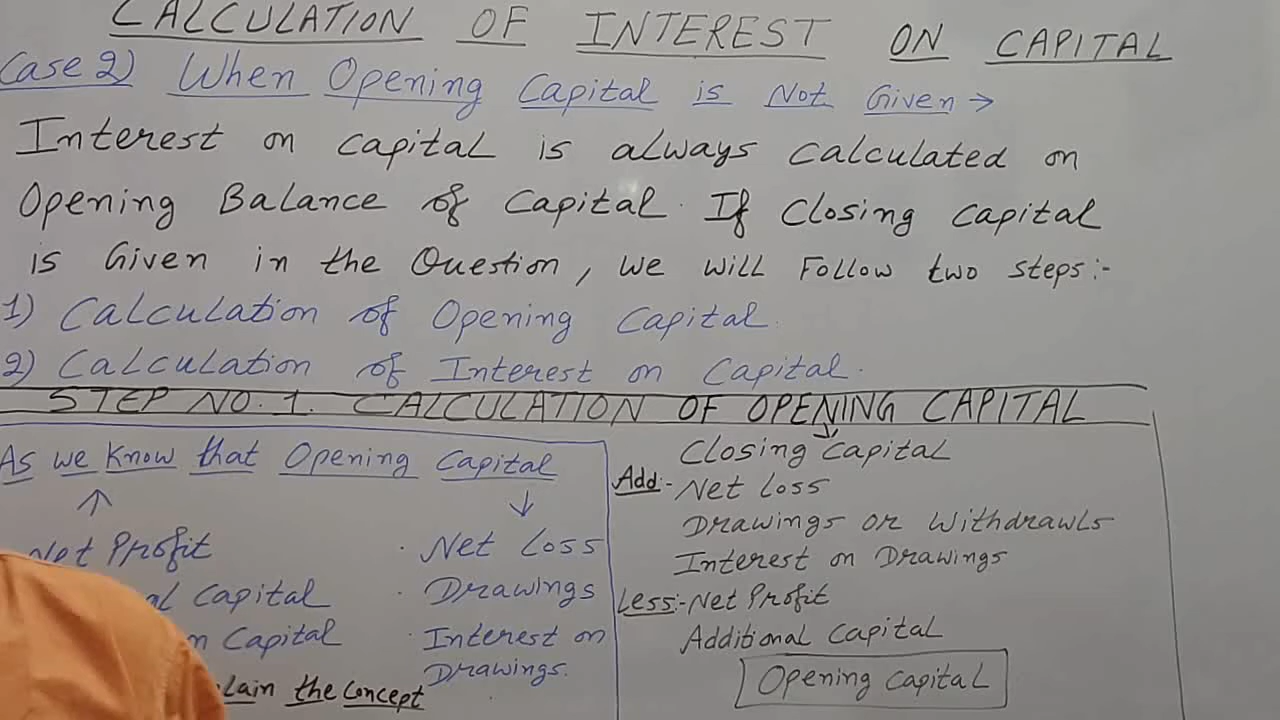 CALCULATION OF INTEREST ON CAPITAL
Case 2) When Opening Capital is Not Given →
Interest on capital is always calculated on
Opening Balance of Capital. If Closing Capital
is Given in the Question, we will Follow two steps:-
1) Calculation of Opening Capital.
2) Calculation of Interest on Capital.
STEP NO. 1. CALCULATION OF OPENING CAPITAL
As we Know that Opening Capital
↑ ↓
Net Profit
Capital
Capital
the Concept
· Net Loss
· Drawings
· Interest on
Drawings.
Closing Capital
Add:- Net Loss
Drawings or Withdrawls
Interest on Drawings
Less:- Net Profit
Additional Capital
Opening Capital